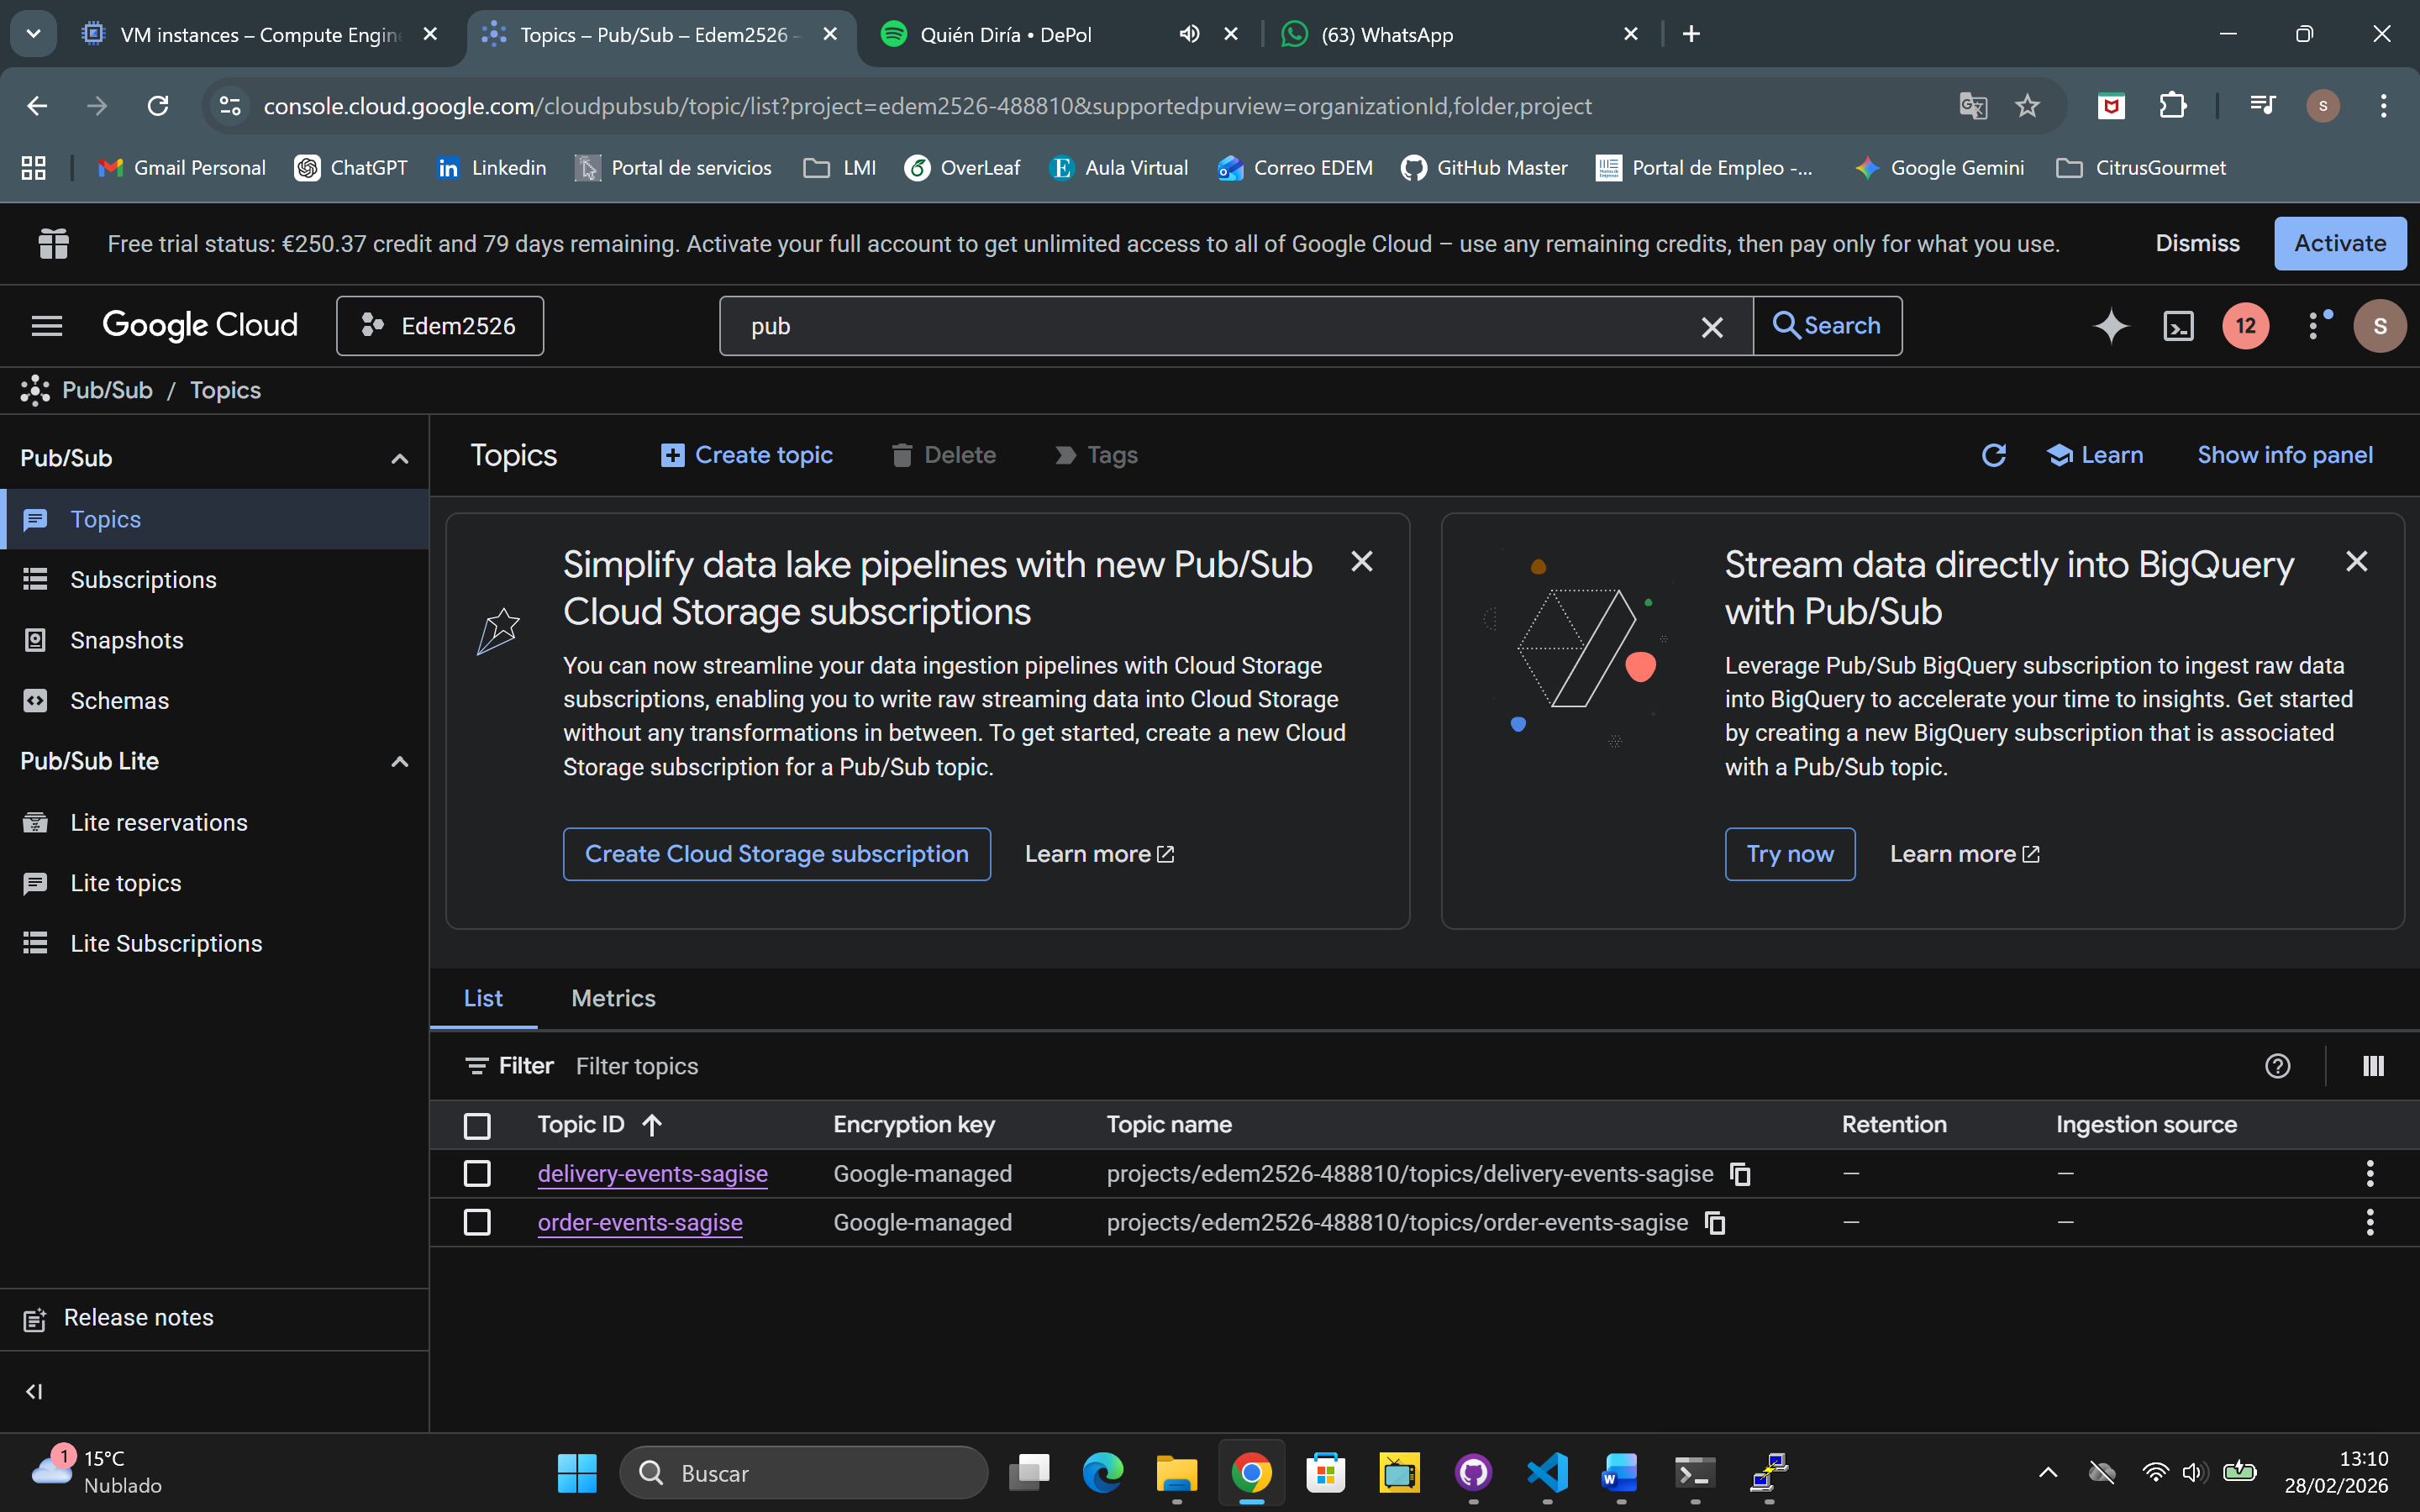 VM instances – Compute Engin
Topics – Pub/Sub – Edem2526 -
Quién Diría • DePol
(63) WhatsApp
console.cloud.google.com/cloudpubsub/topic/list?project=edem2526-488810&supportedpurview=organizationId,folder,project
S
Gmail Personal
ChatGPT
Linkedin
Portal de servicios
LMI
OverLeaf
Aula Virtual
Correo EDEM
GitHub Master
Portal de Empleo -...
Google Gemini
CitrusGourmet
Free trial status: €250.37 credit and 79 days remaining. Activate your full account to get unlimited access to all of Google Cloud – use any remaining credits, then pay only for what you use.
Dismiss
Activate
Google Cloud
Edem2526
pub
Search
12
S
Pub/Sub / Topics
Pub/Sub
Topics
Subscriptions
Snapshots
Schemas
Pub/Sub Lite
Lite reservations
Lite topics
Lite Subscriptions
Release notes
Topics
Create topic
Delete
Tags
Learn
Show info panel
Simplify data lake pipelines with new Pub/Sub
Cloud Storage subscriptions
You can now streamline your data ingestion pipelines with Cloud Storage
subscriptions, enabling you to write raw streaming data into Cloud Storage
without any transformations in between. To get started, create a new Cloud
Storage subscription for a Pub/Sub topic.
Create Cloud Storage subscription
Learn more
Stream data directly into BigQuery
with Pub/Sub
Leverage Pub/Sub BigQuery subscription to ingest raw data
into BigQuery to accelerate your time to insights. Get started
by creating a new BigQuery subscription that is associated
with a Pub/Sub topic.
Try now
Learn more
List
Metrics
Filter
Filter topics
Topic ID
Encryption key
Topic name
Retention
Ingestion source
delivery-events-sagise
Google-managed
projects/edem2526-488810/topics/delivery-events-sagise
—
—
order-events-sagise
Google-managed
projects/edem2526-488810/topics/order-events-sagise
—
—
1
15°C
Nublado
Buscar
13:10
28/02/2026